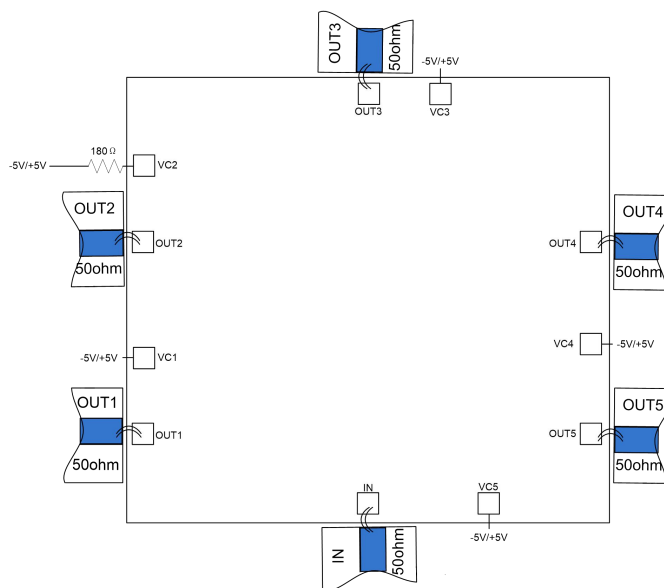 OUT3
50ohm
-5V/+5V
OUT3
VC3
180Ω
-5V/+5V
VC2
OUT2
OUT2
50ohm
OUT4
OUT4
50ohm
-5V/+5V
VC1
VC4
-5V/+5V
OUT1
OUT1
50ohm
OUT5
OUT5
50ohm
IN
VC5
-5V/+5V
IN
50ohm